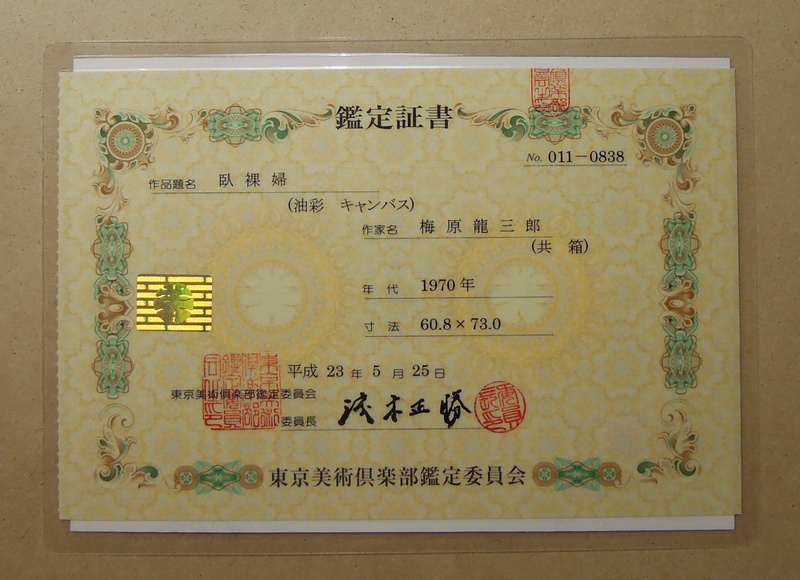 鑑定証書
No. 011－0838
作品題名 臥裸婦
(油彩 キャンバス)
作家名 梅原龍三郎
(共 箱)
年代 1970年
寸法 60.8×73.0
平成 23 年 5 月 25 日
東京美術倶楽部鑑定委員会
委員長
東京美術倶楽部鑑定委員会